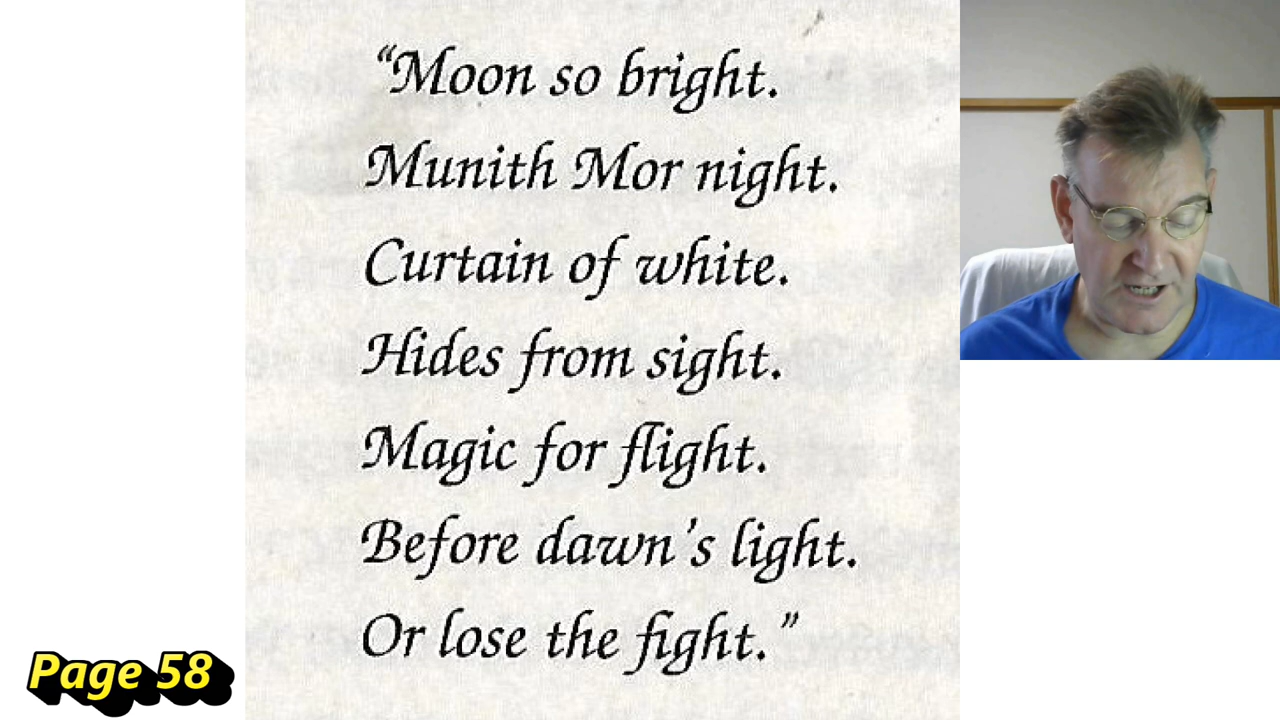 “Moon so bright.
Munith Mor night.
Curtain of white.
Hides from sight.
Magic for flight.
Before dawn’s light.
Or lose the fight.”
Page 58